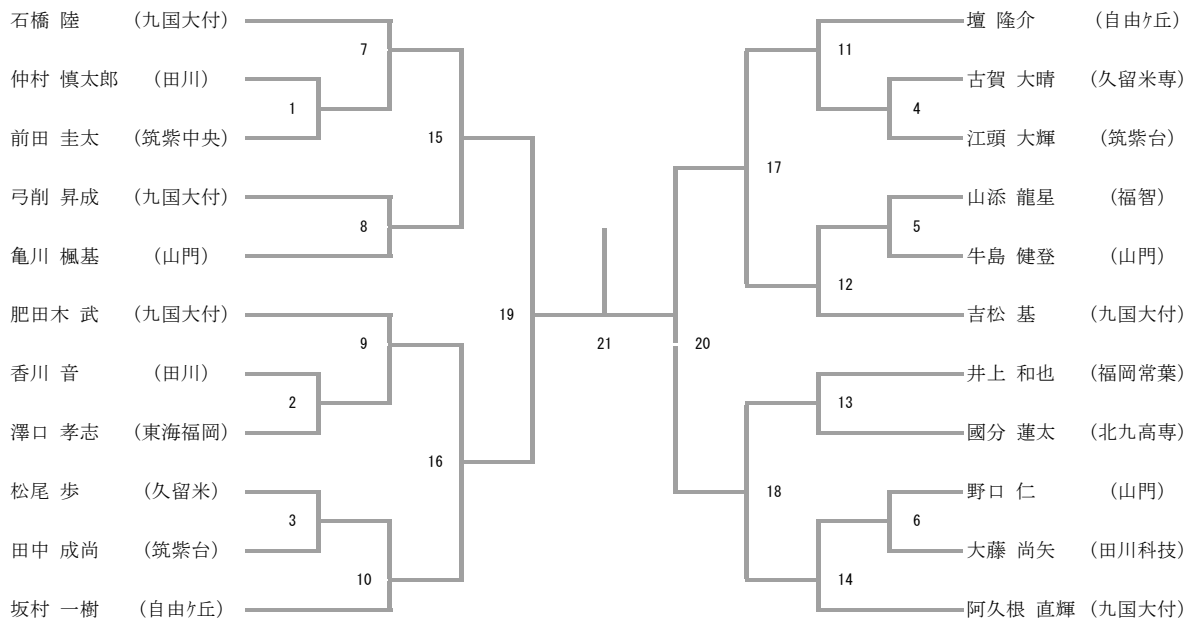 石橋 陸 (九国大付)
仲村 慎太郎 (田川)
前田 圭太 (筑紫中央)
弓削 昇成 (九国大付)
亀川 楓基 (山門)
肥田木 武 (九国大付)
香川 音 (田川)
澤口 孝志 (東海福岡)
松尾 歩 (久留米)
田中 成尚 (筑紫台)
坂村 一樹 (自由ケ丘)
7
1
15
8
19
9
2
16
3
10
21
20
11
4
17
5
12
13
18
6
14
壇 隆介 (自由ケ丘)
古賀 大晴 (久留米専)
江頭 大輝 (筑紫台)
山添 龍星 (福智)
牛島 健登 (山門)
吉松 基 (九国大付)
井上 和也 (福岡常葉)
國分 蓮太 (北九高専)
野口 仁 (山門)
大藤 尚矢 (田川科技)
阿久根 直輝 (九国大付)